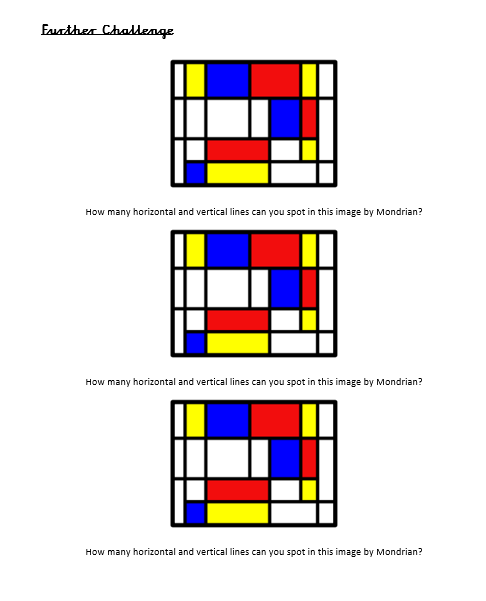 Further Challenge
How many horizontal and vertical lines can you spot in this image by Mondrian?
How many horizontal and vertical lines can you spot in this image by Mondrian?
How many horizontal and vertical lines can you spot in this image by Mondrian?